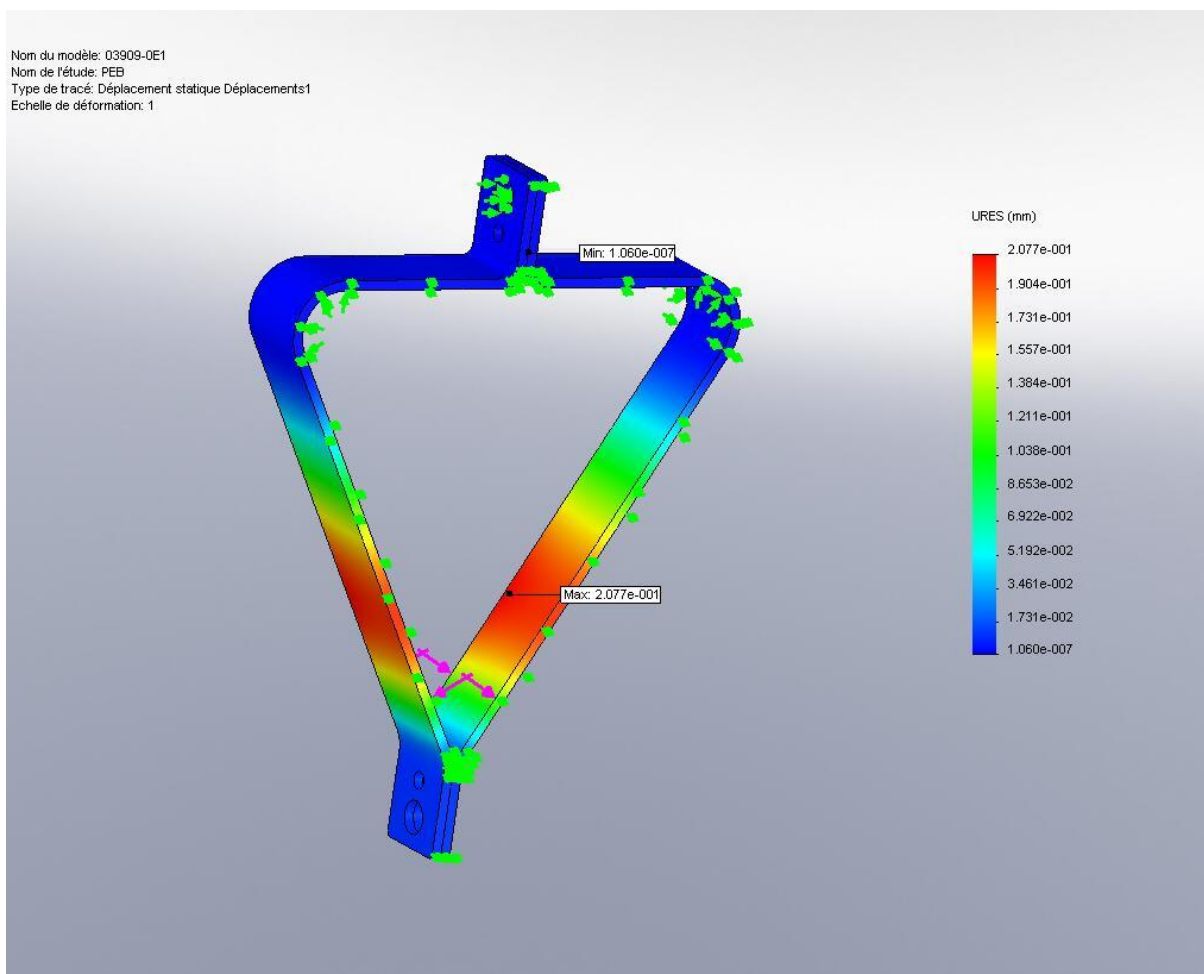 Nom du modèle: 03909-0E1
Nom de l'étude: PEB
Type de tracé: Déplacement statique Déplacements1
Echelle de déformation: 1
Min: 1.060e-007
Max: 2.077e-001
URES (mm)
2.077e-001
1.904e-001
1.731e-001
1.557e-001
1.384e-001
1.211e-001
1.038e-001
8.653e-002
6.922e-002
5.192e-002
3.461e-002
1.731e-002
1.060e-007